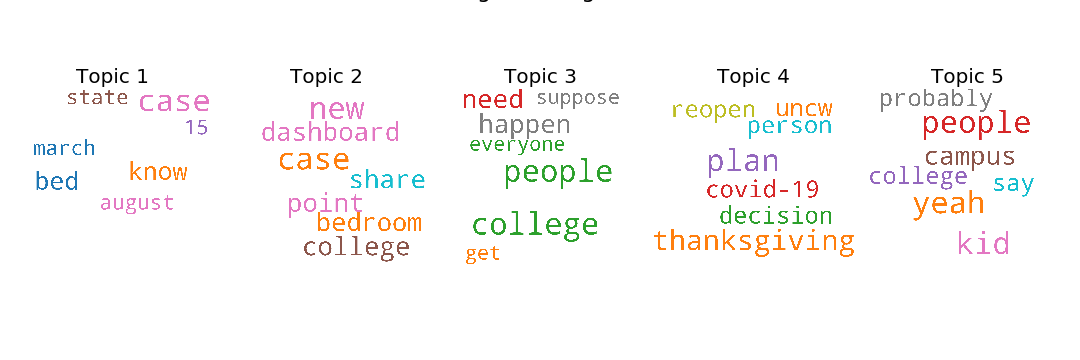 Topic 1
state case
15
march
know
bed
august
Topic 2
new
dashboard
case
share
point
bedroom
college
Topic 3
need suppose
happen
everyone
people
college
get
Topic 4
reopen uncw
person
plan
covid-19
decision
thanksgiving
Topic 5
probably
people
campus
college say
yeah
kid